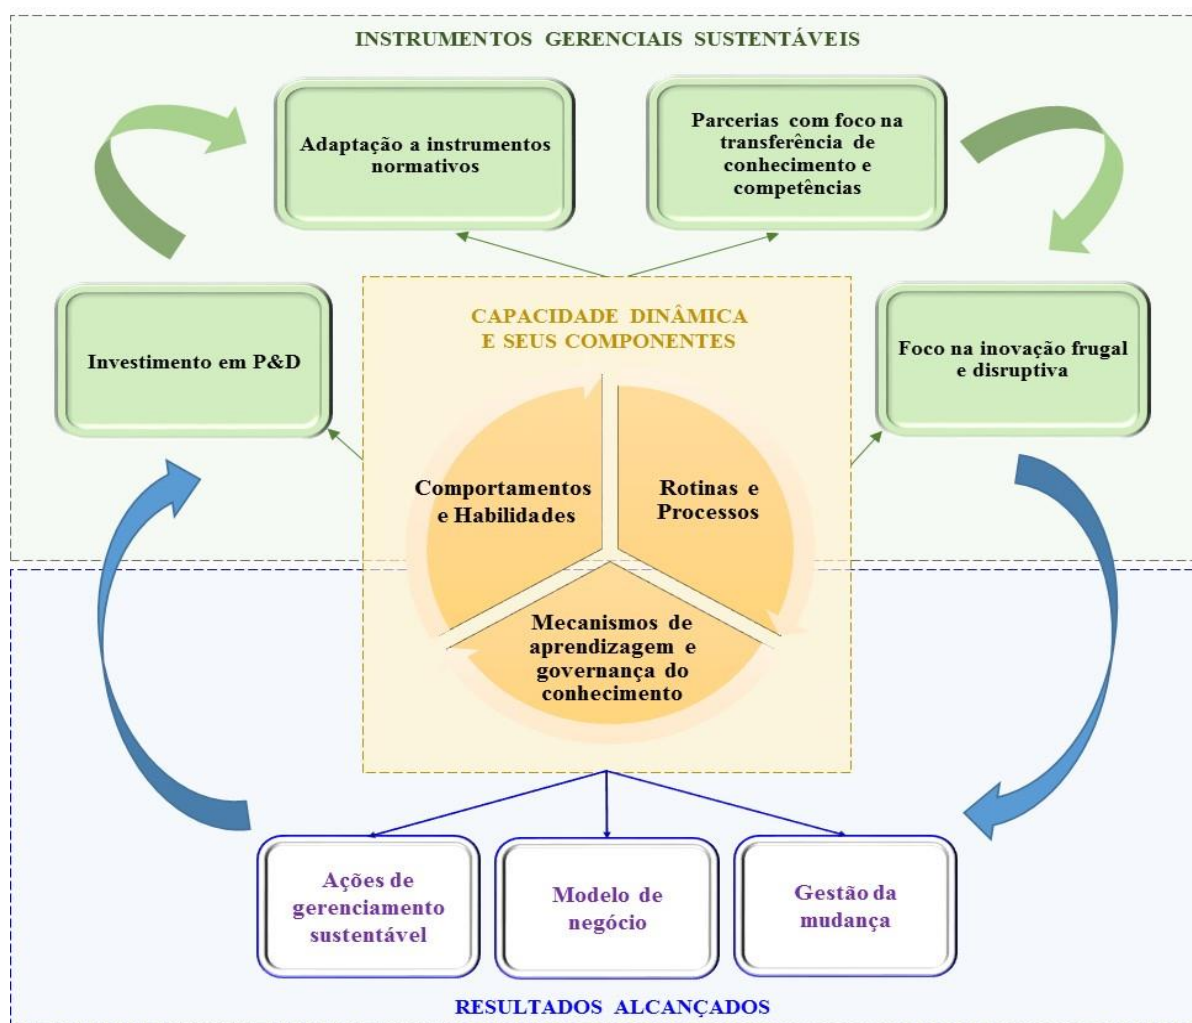 INSTRUMENTOS GERENCIAIS SUSTENTÁVEIS
Adaptação a instrumentos
normativos
Parcerias com foco na
transferência de
conhecimento e
competências
Investimento em P&D
Foco na inovação frugal
e disruptiva
CAPACIDADE DINÂMICA
E SEUS COMPONENTES
Comportamentos
e Habilidades
Rotinas e
Processos
Mecanismos de
aprendizagem e
governança do
conhecimento
Ações de
gerenciamento
sustentável
Modelo de
negócio
Gestão da
mudança
RESULTADOS ALCANÇADOS